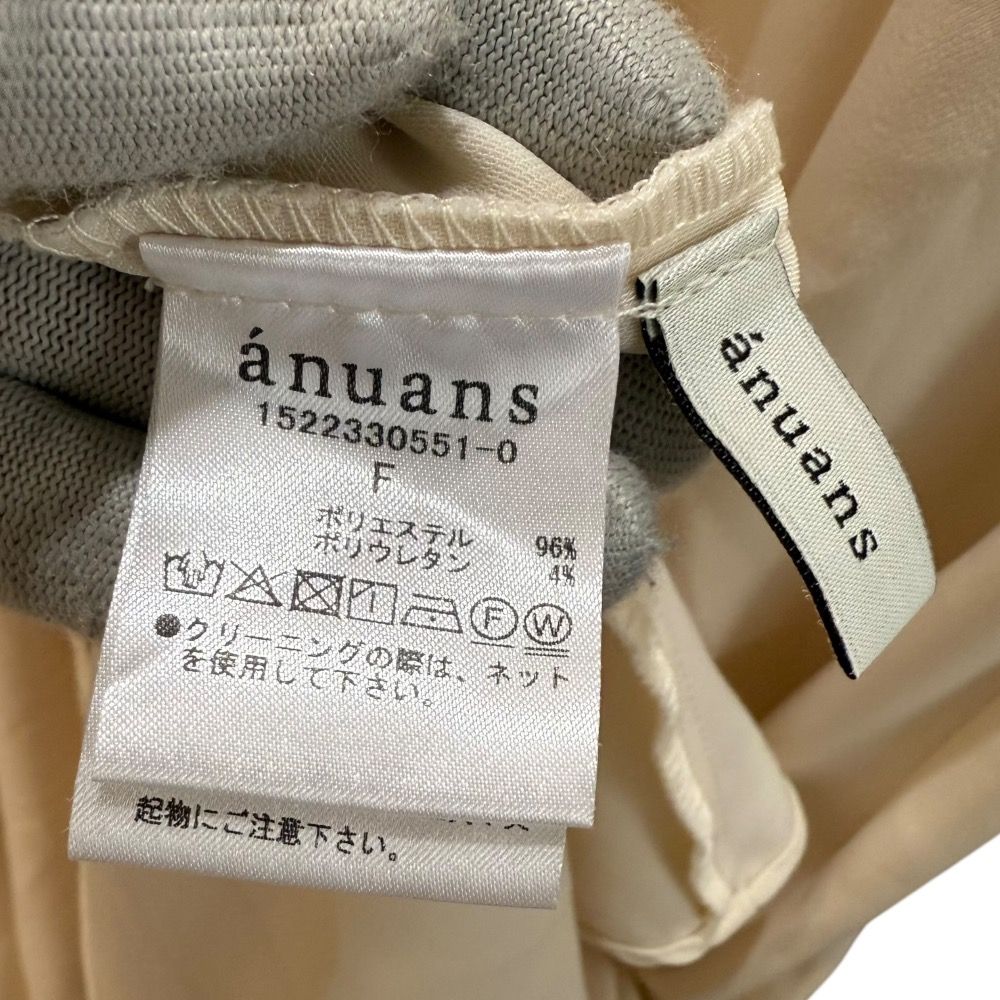 ánuans
1522330551-0
F
ポリエステル 96%
ポリウレタン 4%
F W
●クリーニングの際は、ネット
を使用して下さい。
起物にご注意下さい。
ánuans